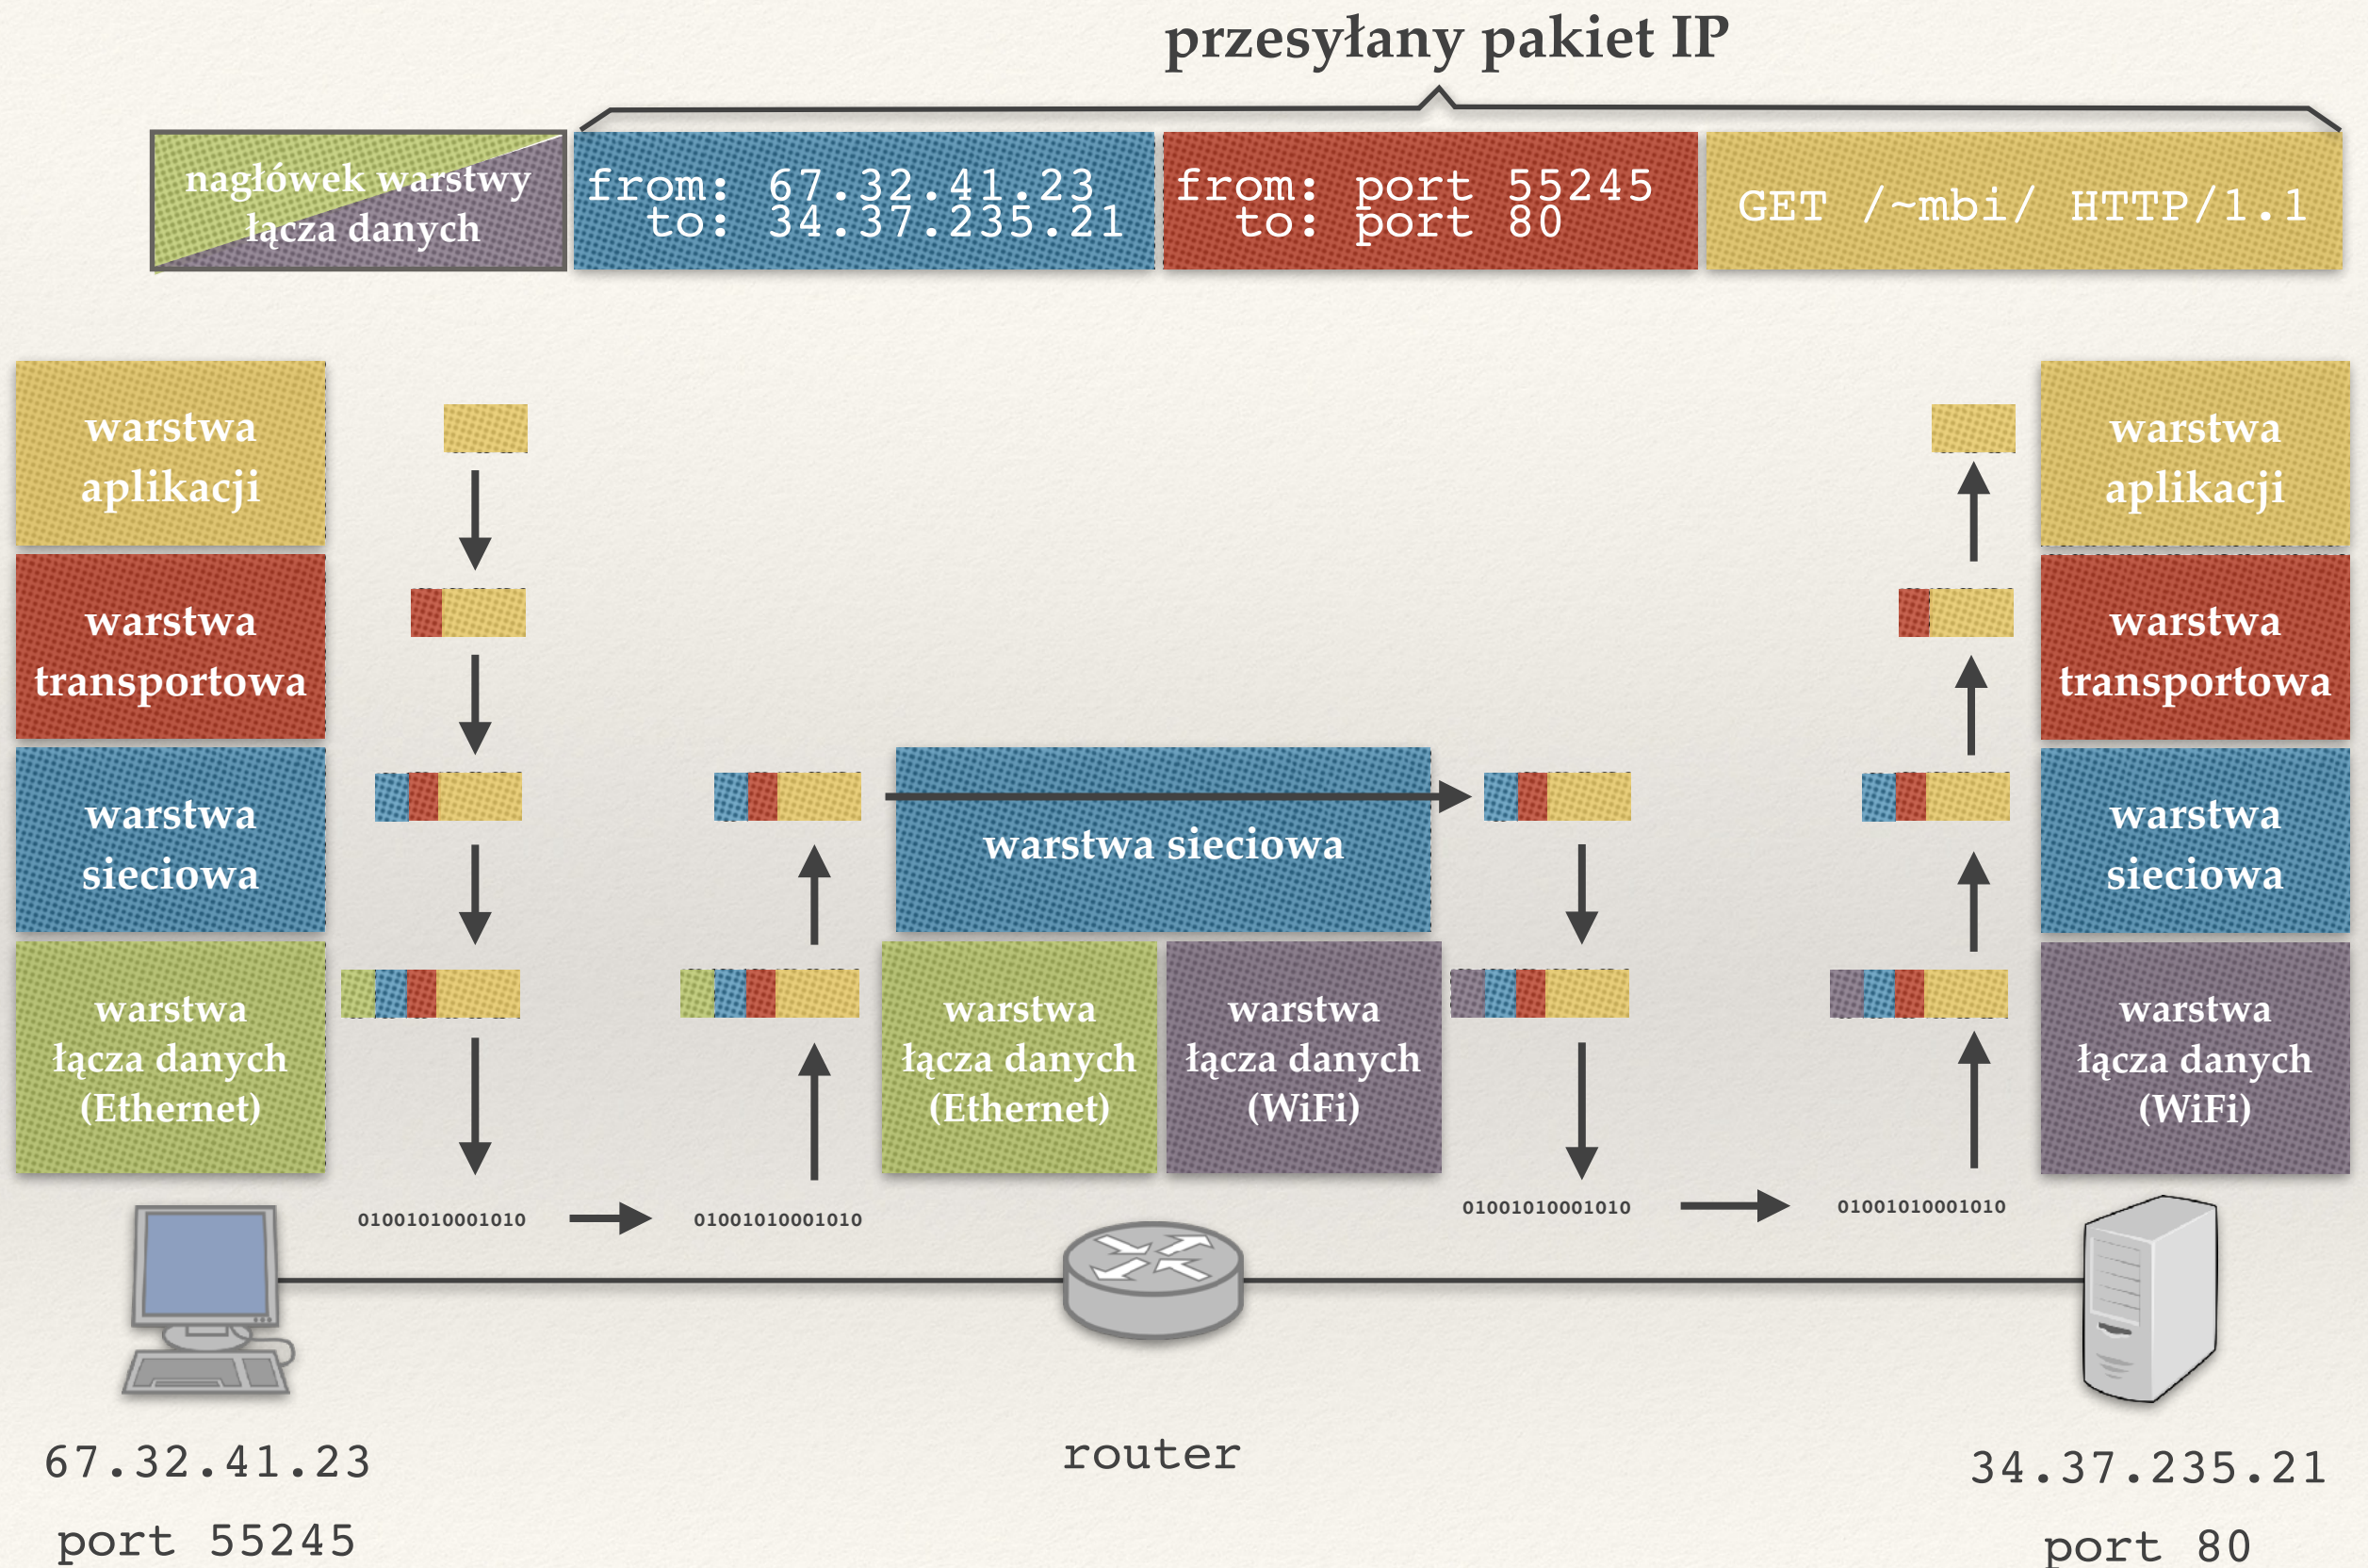 przesyłany pakiet IP
nagłówek warstwy
łącza danych
from: 67.32.41.23
to: 34.37.235.21
from: port 55245
to: port 80
GET /~mbi/ HTTP/1.1
warstwa
aplikacji
warstwa
transportowa
warstwa
sieciowa
warstwa
łącza danych
(Ethernet)
warstwa sieciowa
warstwa
łącza danych
(Ethernet)
warstwa
łącza danych
(WiFi)
warstwa
aplikacji
warstwa
transportowa
warstwa
sieciowa
warstwa
łącza danych
(WiFi)
01001010001010
01001010001010
01001010001010
01001010001010
67.32.41.23
port 55245
router
34.37.235.21
port 80